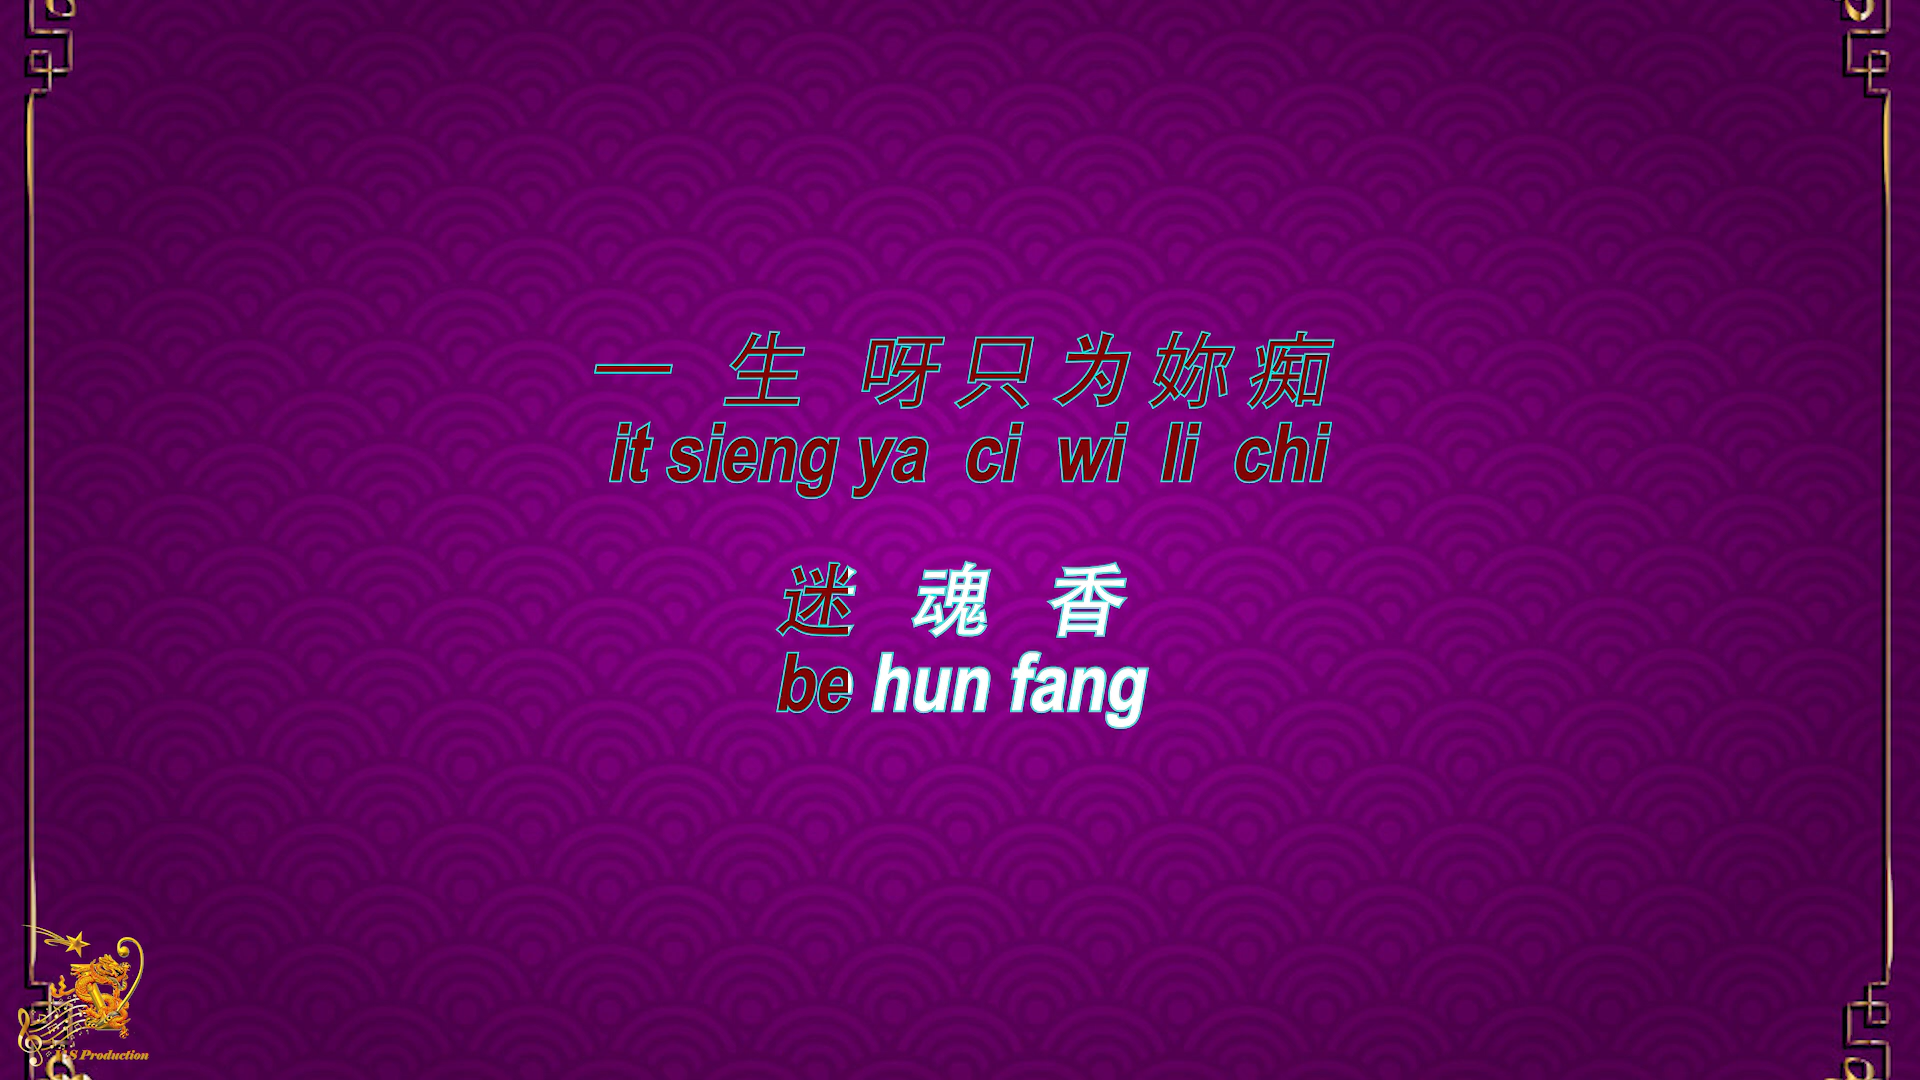 一 生 呀 只 为 妳 痴
it sieng ya ci wi li chi
迷 魂 香
be hun fang
Production